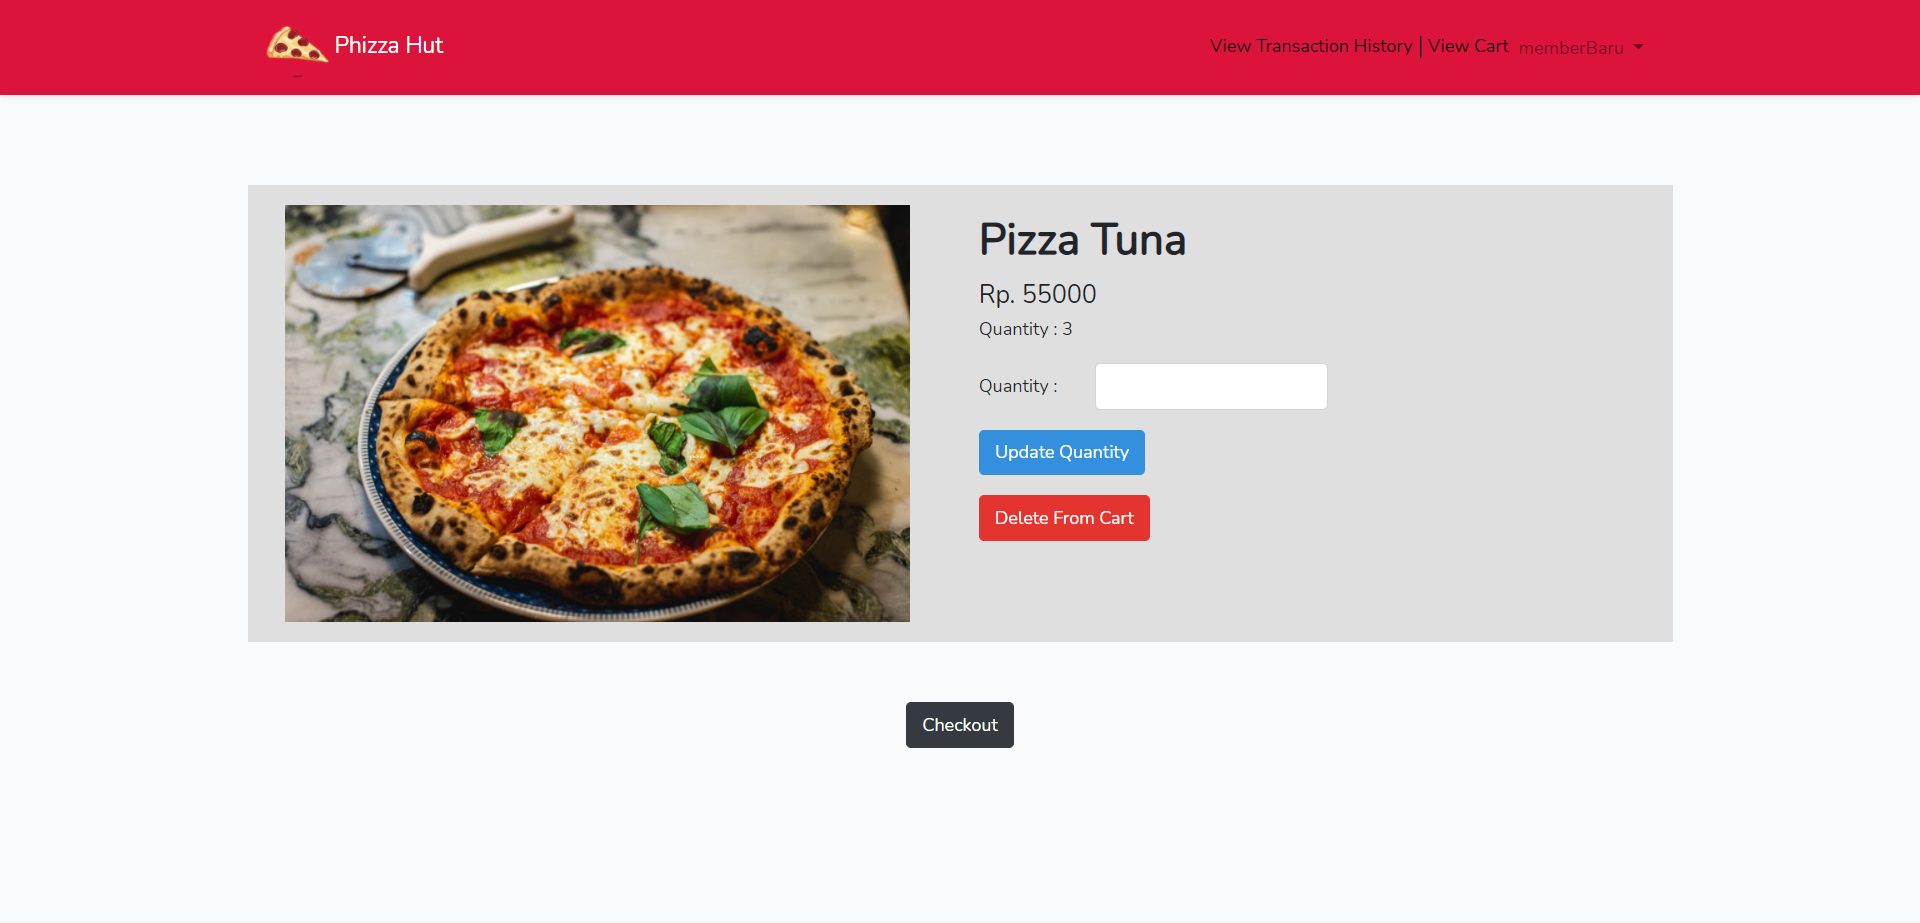 Phizza Hut
View Transaction History | View Cart memberBaru
Pizza Tuna
Rp. 55000
Quantity : 3
Quantity :
Update Quantity
Delete From Cart
Checkout